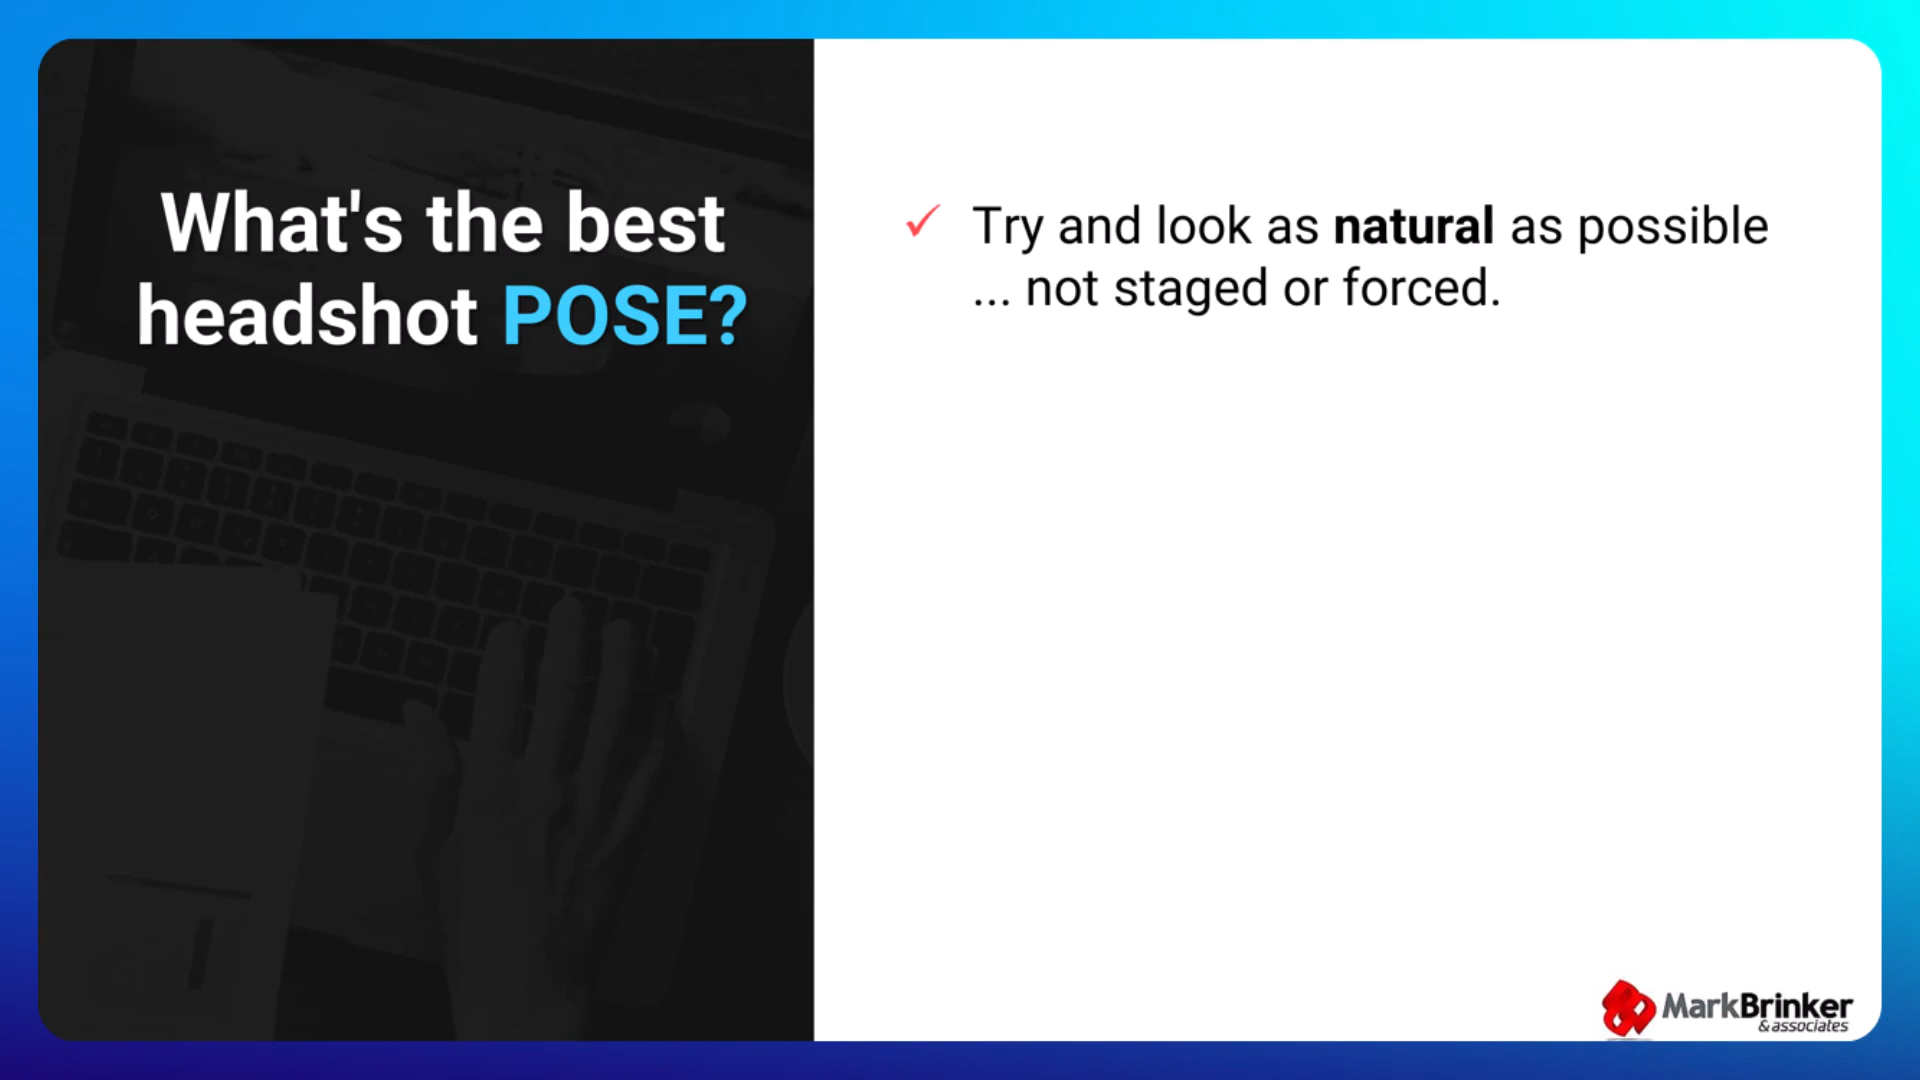 What's the best
headshot POSE?
✓ Try and look as natural as possible
... not staged or forced.
MarkBrinker
& associates